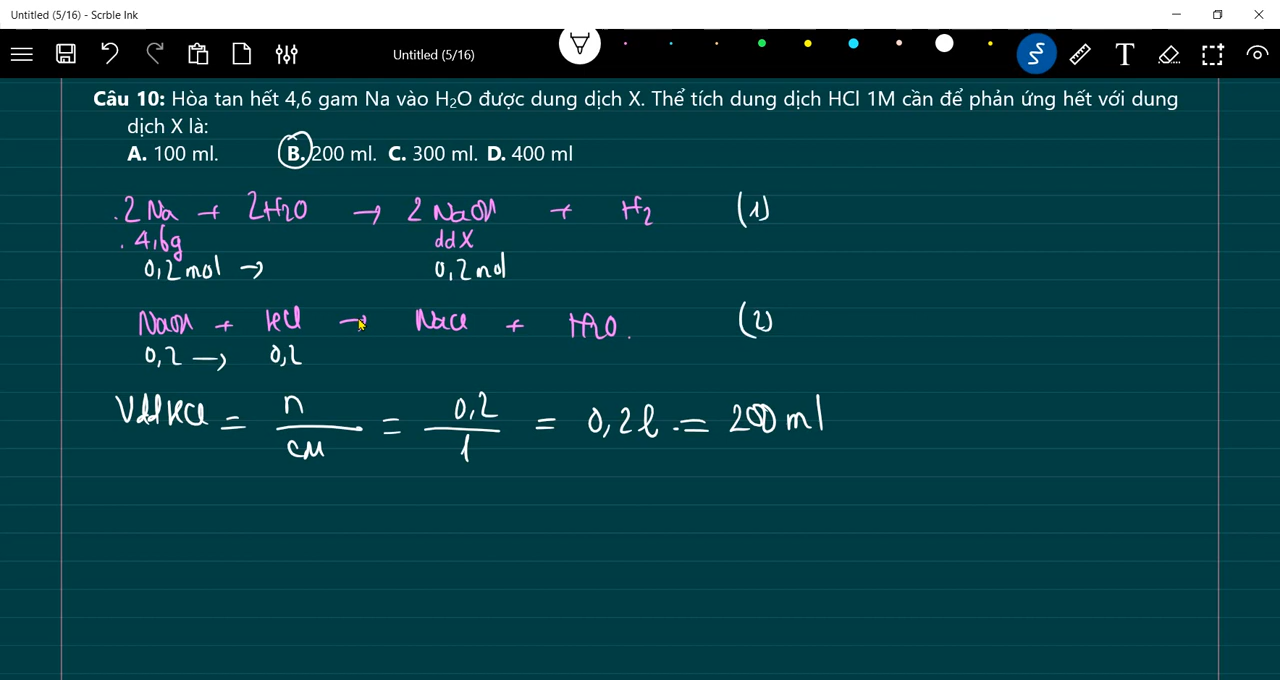 Untitled (5/16) - Scrble Ink
Untitled (5/16)
T
Câu 10: Hòa tan hết 4,6 gam Na vào H₂O được dung dịch X. Thể tích dung dịch HCl 1M cần để phản ứng hết với dung
dịch X là:
A. 100 ml. B. 200 ml. C. 300 ml. D. 400 ml
2 Na + 2H2O → 2 NaOH + H2 (1)
4,6g ddX
0,2 mol → 0,2 mol
NaOH + HCl → NaCl + H2O. (2)
0,2 → 0,2
VddHCl = n / CM = 0,2 / 1 = 0,2 l = 200 ml